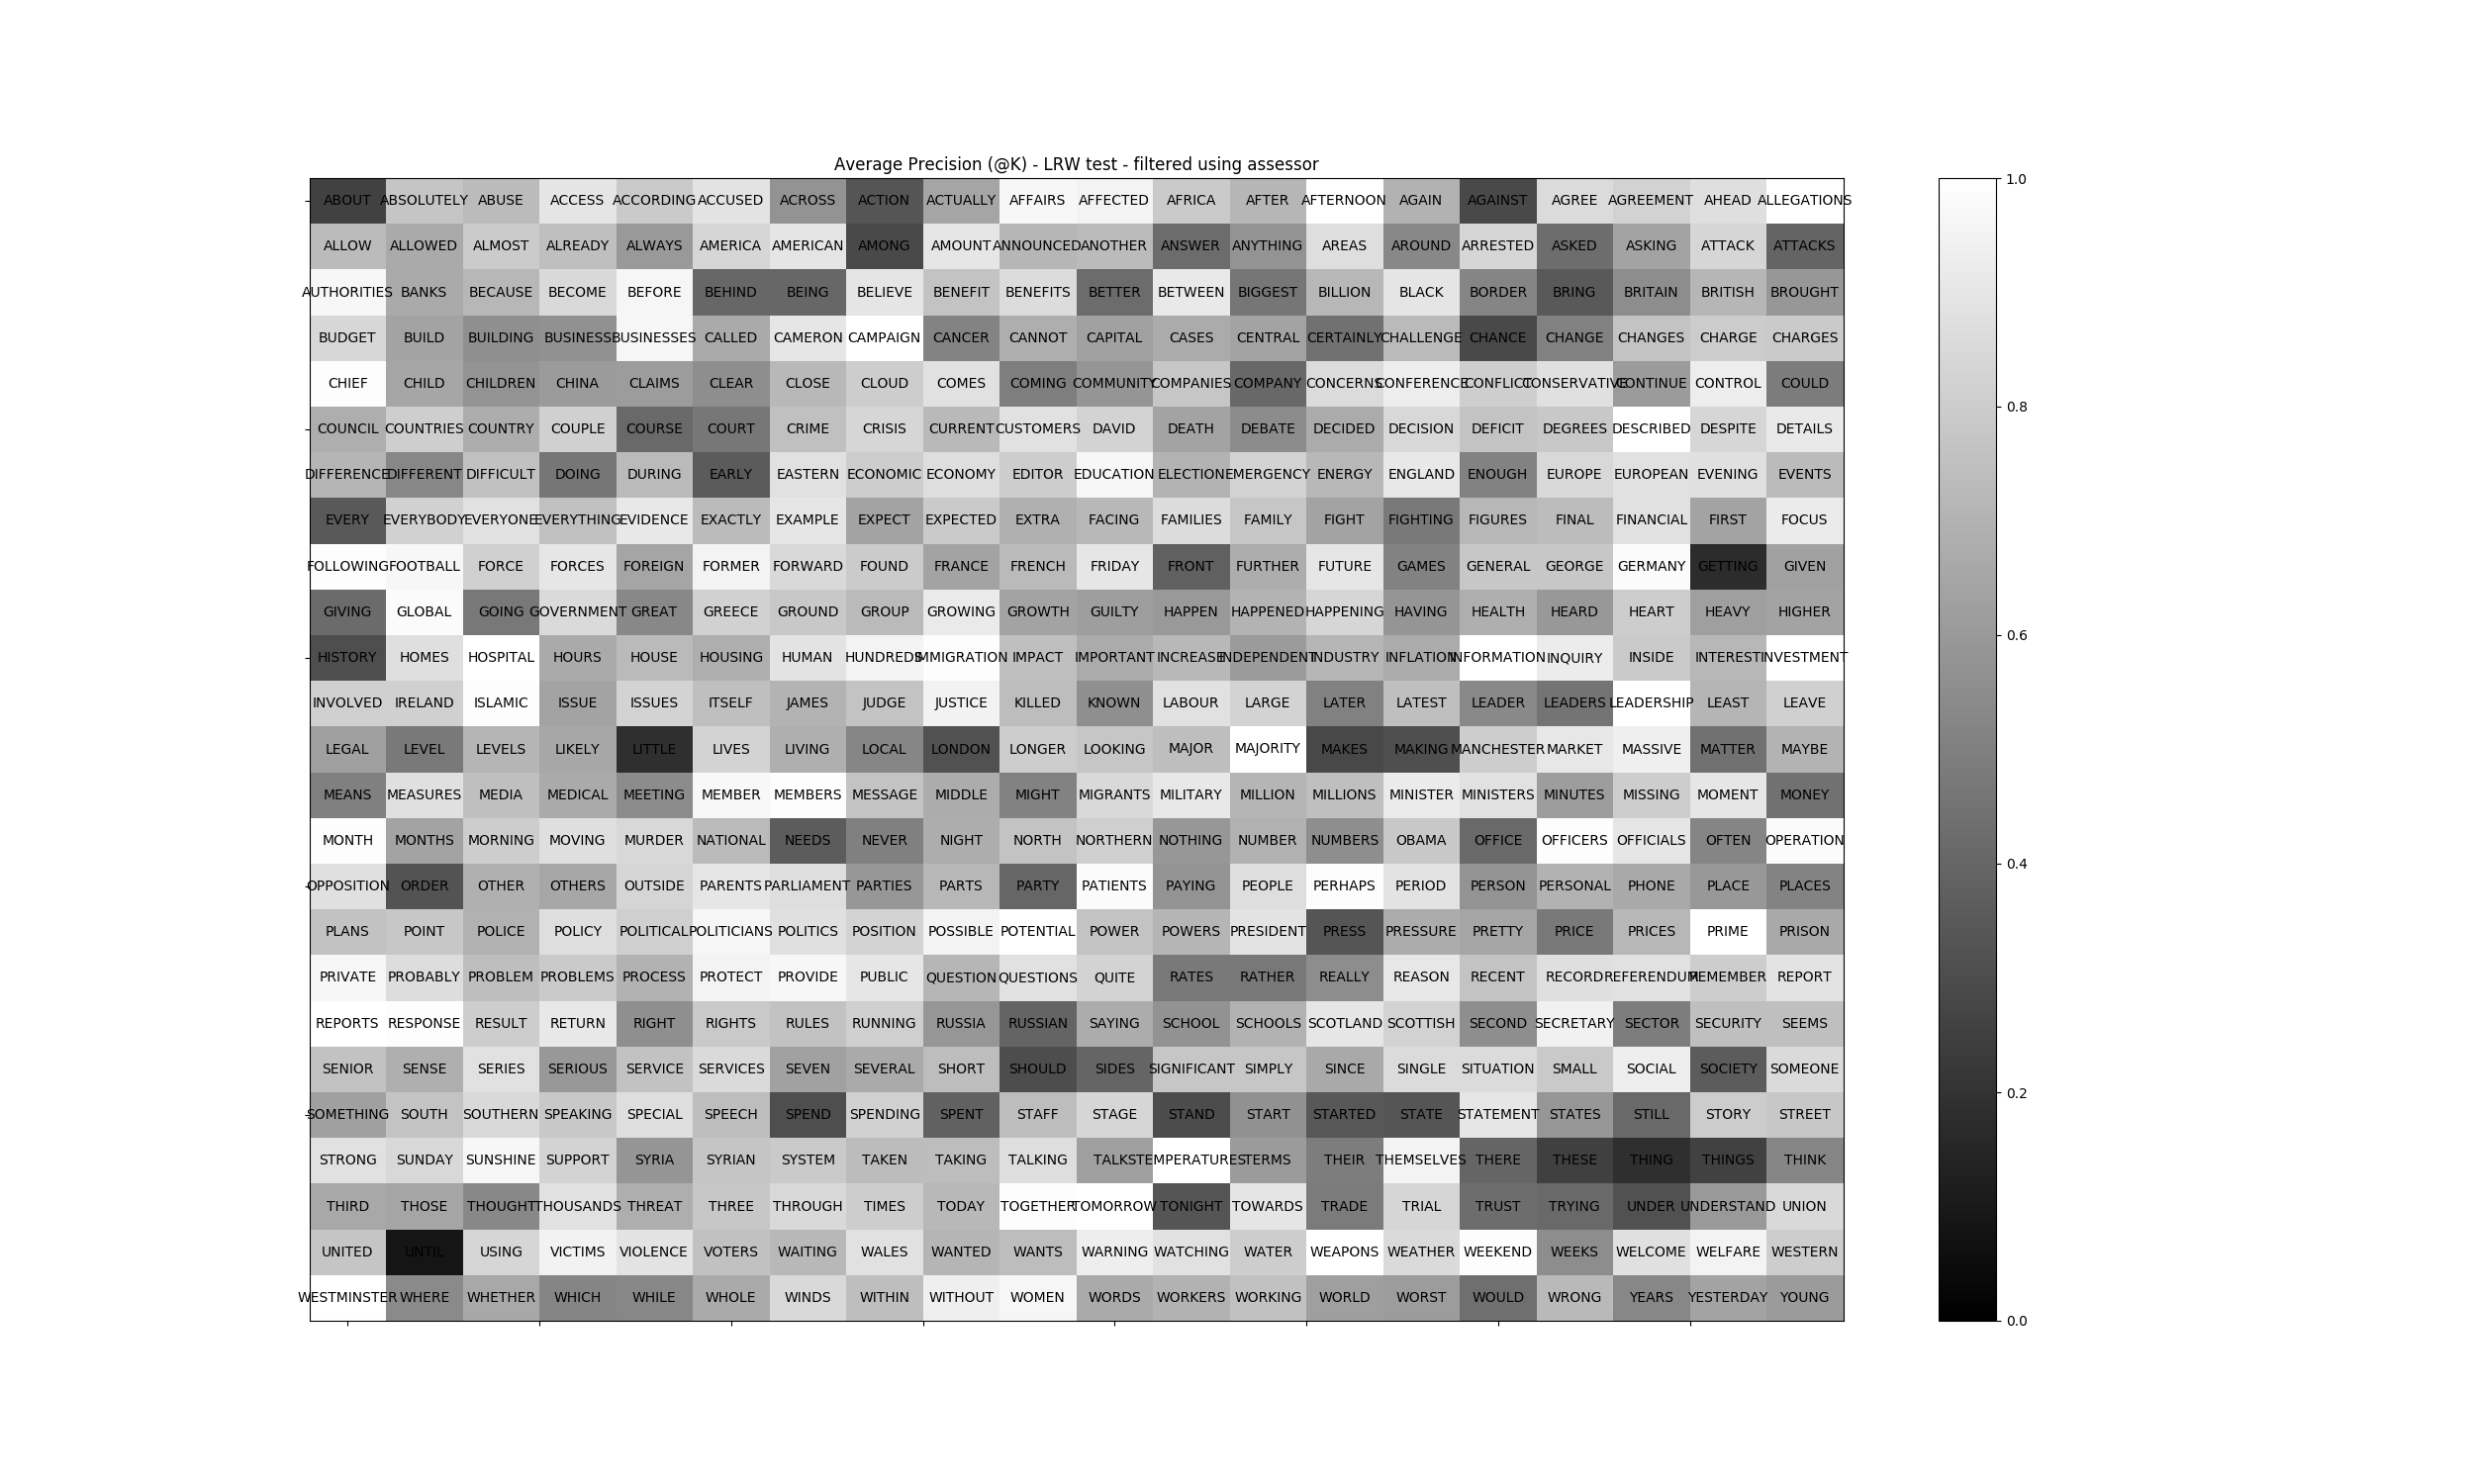 Average Precision (@K) - LRW test - filtered using assessor
ABOUT ABSOLUTELY ABUSE ACCESS ACCORDING ACCUSED ACROSS ACTION ACTUALLY AFFAIRS AFFECTED AFRICA AFTER AFTERNOON AGAIN AGAINST AGREE AGREEMENT AHEAD ALLEGATIONS
1.0
ALLOW ALLOWED ALMOST ALREADY ALWAYS AMERICA AMERICAN AMONG AMOUNT ANNOUNCED ANOTHER ANSWER ANYTHING AREAS AROUND ARRESTED ASKED ASKING ATTACK ATTACKS
AUTHORITIES BANKS BECAUSE BECOME BEFORE BEHIND BEING BELIEVE BENEFIT BENEFITS BETTER BETWEEN BIGGEST BILLION BLACK BORDER BRING BRITAIN BRITISH BROUGHT
BUDGET BUILD BUILDING BUSINESS BUSINESSES CALLED CAMERON CAMPAIGN CANCER CANNOT CAPITAL CASES CENTRAL CERTAINLY CHALLENGE CHANCE CHANGE CHANGES CHARGE CHARGES
CHIEF CHILD CHILDREN CHINA CLAIMS CLEAR CLOSE CLOUD COMES COMING COMMUNITY COMPANIES COMPANY CONCERNS CONFERENCE CONFLICT CONSERVATIVE CONTINUE CONTROL COULD
0.8
COUNCIL COUNTRIES COUNTRY COUPLE COURSE COURT CRIME CRISIS CURRENT CUSTOMERS DAVID DEATH DEBATE DECIDED DECISION DEFICIT DEGREES DESCRIBED DESPITE DETAILS
DIFFERENCE DIFFERENT DIFFICULT DOING DURING EARLY EASTERN ECONOMIC ECONOMY EDITOR EDUCATION ELECTION EMERGENCY ENERGY ENGLAND ENOUGH EUROPE EUROPEAN EVENING EVENTS
EVERY EVERYBODY EVERYONE EVERYTHING EVIDENCE EXACTLY EXAMPLE EXPECT EXPECTED EXTRA FACING FAMILIES FAMILY FIGHT FIGHTING FIGURES FINAL FINANCIAL FIRST FOCUS
FOLLOWING FOOTBALL FORCE FORCES FOREIGN FORMER FORWARD FOUND FRANCE FRENCH FRIDAY FRONT FURTHER FUTURE GAMES GENERAL GEORGE GERMANY GETTING GIVEN
GIVING GLOBAL GOING GOVERNMENT GREAT GREECE GROUND GROUP GROWING GROWTH GUILTY HAPPEN HAPPENED HAPPENING HAVING HEALTH HEARD HEART HEAVY HIGHER
0.6
HISTORY HOMES HOSPITAL HOURS HOUSE HOUSING HUMAN HUNDREDS IMMIGRATION IMPACT IMPORTANT INCREASE INDEPENDENT INDUSTRY INFLATION INFORMATION INQUIRY INSIDE INTEREST INVESTMENT
INVOLVED IRELAND ISLAMIC ISSUE ISSUES ITSELF JAMES JUDGE JUSTICE KILLED KNOWN LABOUR LARGE LATER LATEST LEADER LEADERS LEADERSHIP LEAST LEAVE
LEGAL LEVEL LEVELS LIKELY LITTLE LIVES LIVING LOCAL LONDON LONGER LOOKING MAJOR MAJORITY MAKES MAKING MANCHESTER MARKET MASSIVE MATTER MAYBE
MEANS MEASURES MEDIA MEDICAL MEETING MEMBER MEMBERS MESSAGE MIDDLE MIGHT MIGRANTS MILITARY MILLION MILLIONS MINISTER MINISTERS MINUTES MISSING MOMENT MONEY
MONTH MONTHS MORNING MOVING MURDER NATIONAL NEEDS NEVER NIGHT NORTH NORTHERN NOTHING NUMBER NUMBERS OBAMA OFFICE OFFICERS OFFICIALS OFTEN OPERATION
0.4
OPPOSITION ORDER OTHER OTHERS OUTSIDE PARENTS PARLIAMENT PARTIES PARTS PARTY PATIENTS PAYING PEOPLE PERHAPS PERIOD PERSON PERSONAL PHONE PLACE PLACES
PLANS POINT POLICE POLICY POLITICAL POLITICIANS POLITICS POSITION POSSIBLE POTENTIAL POWER POWERS PRESIDENT PRESS PRESSURE PRETTY PRICE PRICES PRIME PRISON
PRIVATE PROBABLY PROBLEM PROBLEMS PROCESS PROTECT PROVIDE PUBLIC QUESTION QUESTIONS QUITE RATES RATHER REALLY REASON RECENT RECORD REFERENDUM REMEMBER REPORT
REPORTS RESPONSE RESULT RETURN RIGHT RIGHTS RULES RUNNING RUSSIA RUSSIAN SAYING SCHOOL SCHOOLS SCOTLAND SCOTTISH SECOND SECRETARY SECTOR SECURITY SEEMS
SENIOR SENSE SERIES SERIOUS SERVICE SERVICES SEVEN SEVERAL SHORT SHOULD SIDES SIGNIFICANT SIMPLY SINCE SINGLE SITUATION SMALL SOCIAL SOCIETY SOMEONE
0.2
SOMETHING SOUTH SOUTHERN SPEAKING SPECIAL SPEECH SPEND SPENDING SPENT STAFF STAGE STAND START STARTED STATE STATEMENT STATES STILL STORY STREET
STRONG SUNDAY SUNSHINE SUPPORT SYRIA SYRIAN SYSTEM TAKEN TAKING TALKING TALKS TEMPERATURES TERMS THEIR THEMSELVES THERE THESE THING THINGS THINK
THIRD THOSE THOUGHT THOUSANDS THREAT THREE THROUGH TIMES TODAY TOGETHER TOMORROW TONIGHT TOWARDS TRADE TRIAL TRUST TRYING UNDER UNDERSTAND UNION
UNITED UNTIL USING VICTIMS VIOLENCE VOTERS WAITING WALES WANTED WANTS WARNING WATCHING WATER WEAPONS WEATHER WEEKEND WEEKS WELCOME WELFARE WESTERN
WESTMINSTER WHERE WHETHER WHICH WHILE WHOLE WINDS WITHIN WITHOUT WOMEN WORDS WORKERS WORKING WORLD WORST WOULD WRONG YEARS YESTERDAY YOUNG
0.0